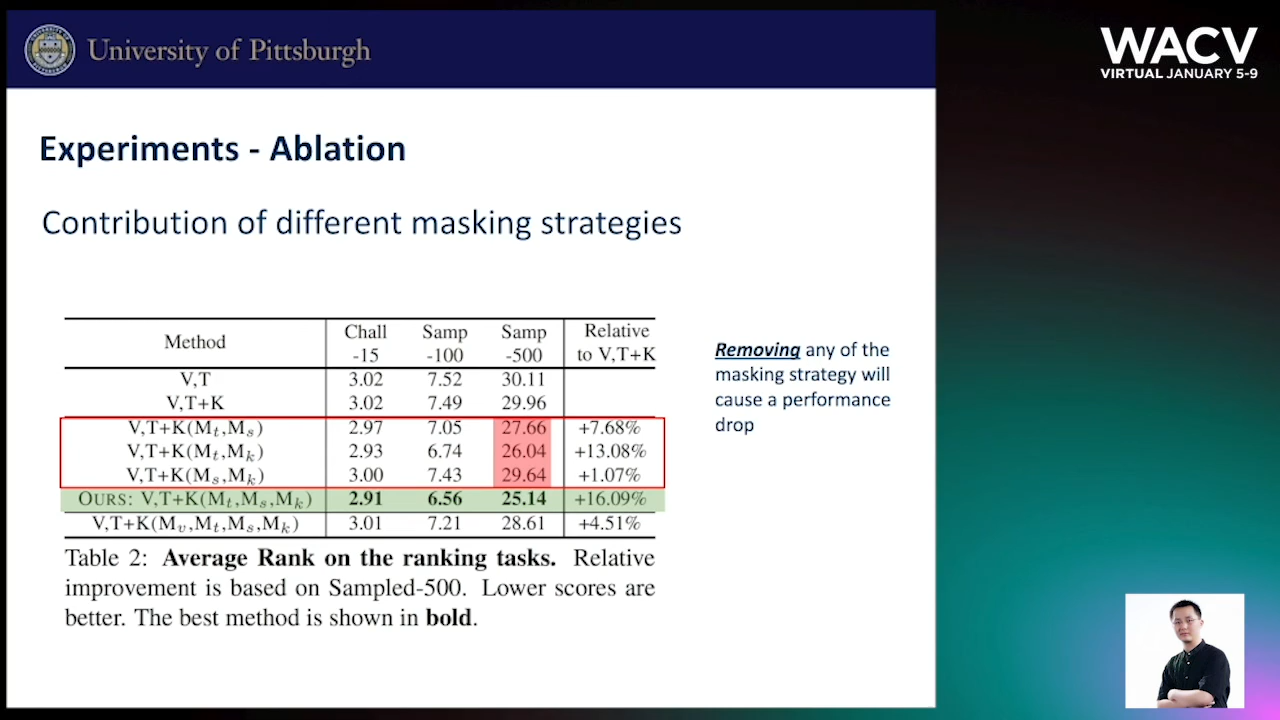 University of Pittsburgh
WACV
VIRTUAL JANUARY 5-9
Experiments - Ablation
Contribution of different masking strategies
Method Chall -15 Samp -100 Samp -500 Relative to V,T+K
V,T 3.02 7.52 30.11
V,T+K 3.02 7.49 29.96
V,T+K(Mt,Ms) 2.97 7.05 27.66 +7.68%
V,T+K(Mt,Mk) 2.93 6.74 26.04 +13.08%
V,T+K(Ms,Mk) 3.00 7.43 29.64 +1.07%
OURS: V,T+K(Mt,Ms,Mk) 2.91 6.56 25.14 +16.09%
V,T+K(Mv,Mt,Ms,Mk) 3.01 7.21 28.61 +4.51%
Table 2: Average Rank on the ranking tasks. Relative
improvement is based on Sampled-500. Lower scores are
better. The best method is shown in bold.
Removing any of the
masking strategy will
cause a performance
drop